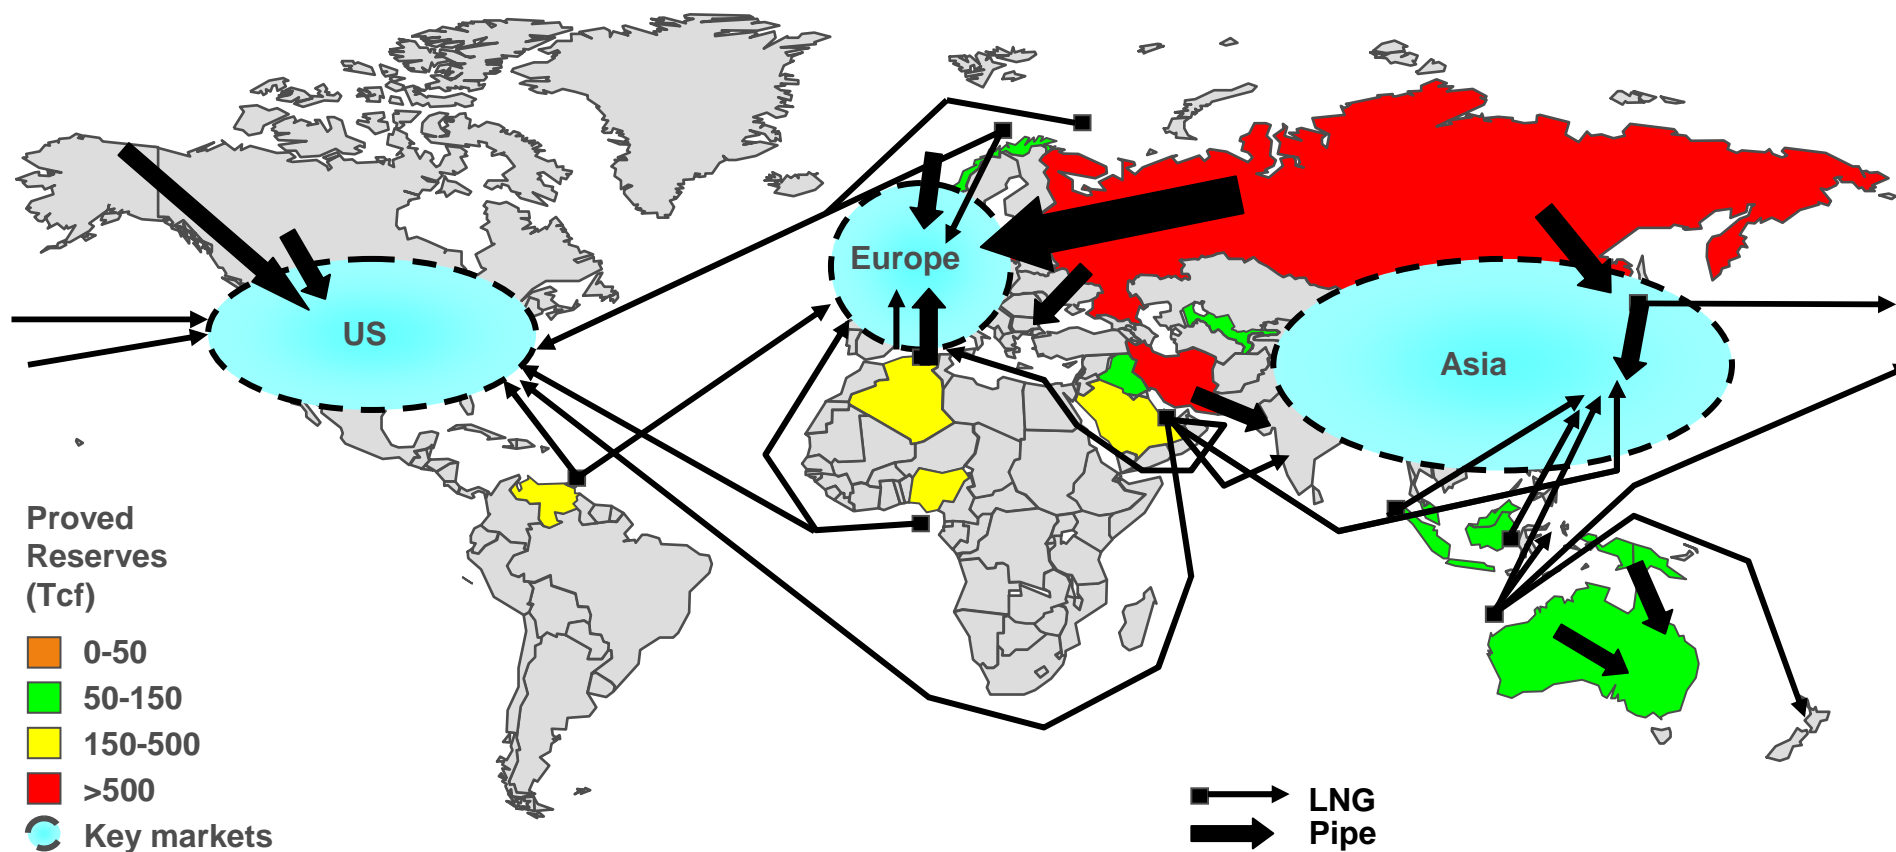 Europe
US
Asia
Proved
Reserves
(Tcf)
0-50
50-150
150-500
>500
Key markets
LNG
Pipe